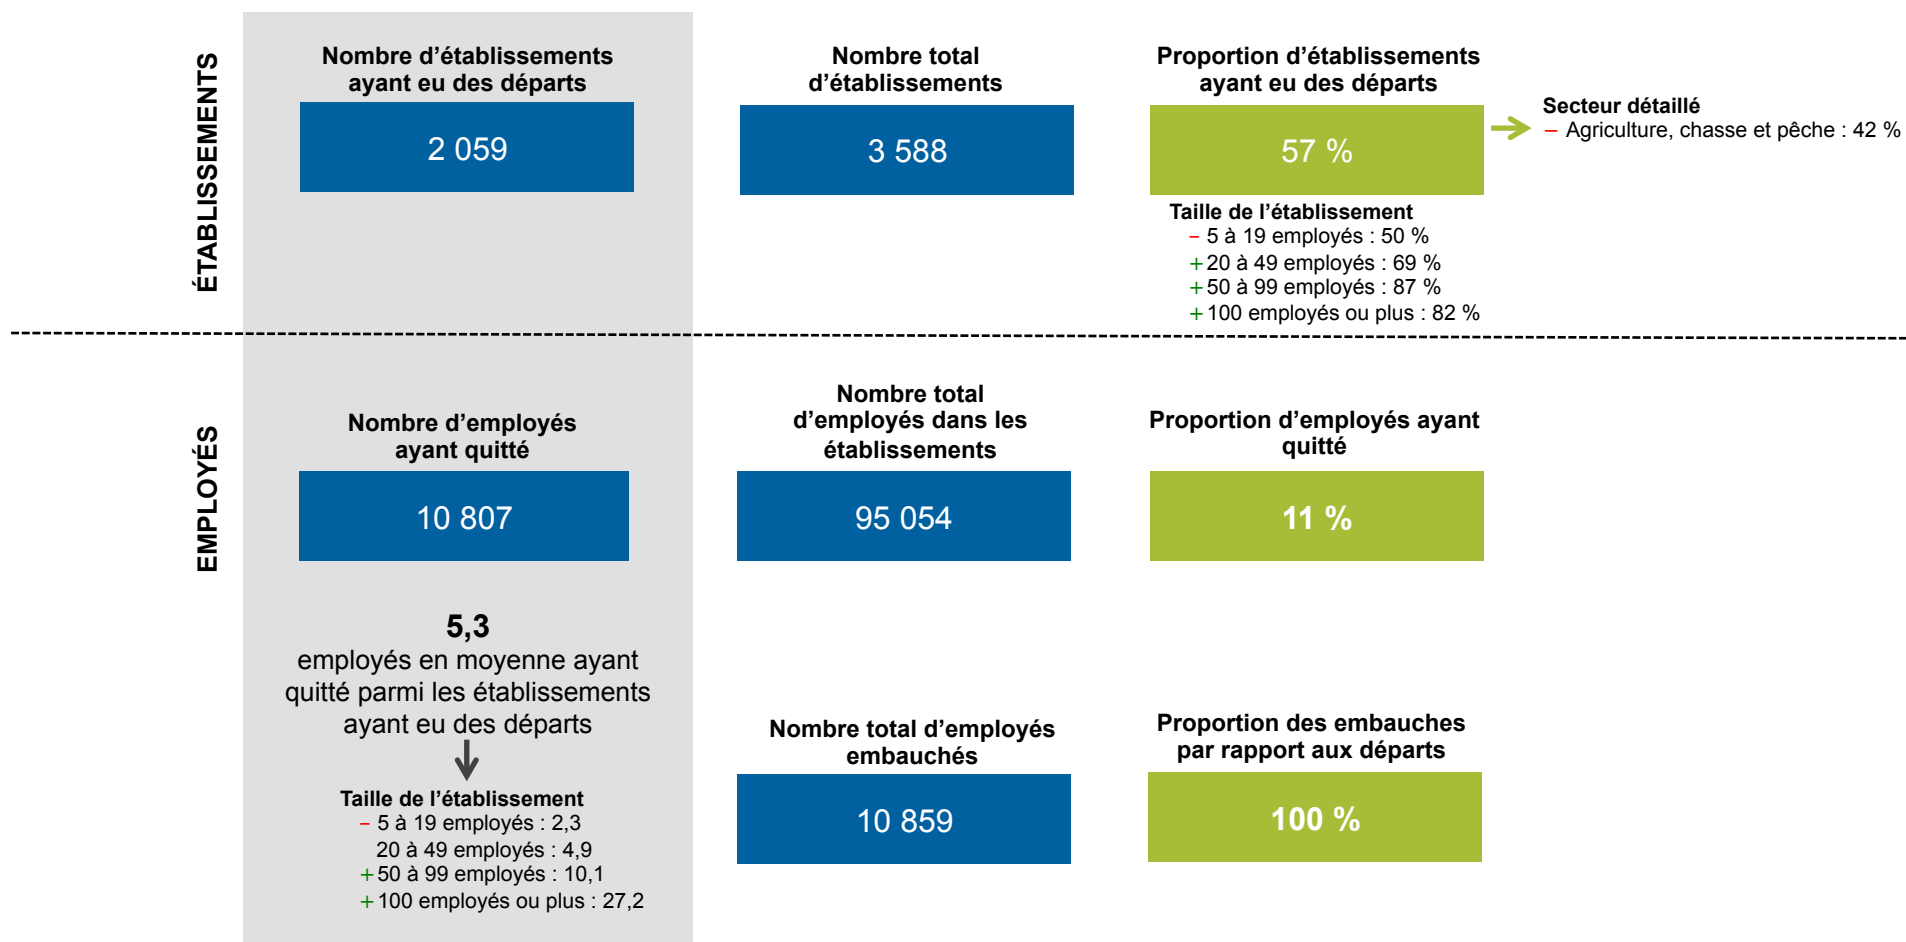 ÉTABLISSEMENTS
Nombre d’établissements
ayant eu des départs
2 059
Nombre total
d’établissements
3 588
Proportion d’établissements
ayant eu des départs
57 %
Secteur détaillé
– Agriculture, chasse et pêche : 42 %
Taille de l’établissement
– 5 à 19 employés : 50 %
+ 20 à 49 employés : 69 %
+ 50 à 99 employés : 87 %
+ 100 employés ou plus : 82 %
EMPLOYÉS
Nombre d’employés
ayant quitté
10 807
Nombre total
d’employés dans les
établissements
95 054
Proportion d’employés ayant
quitté
11 %
5,3
employés en moyenne ayant
quitté parmi les établissements
ayant eu des départs
Taille de l’établissement
– 5 à 19 employés : 2,3
20 à 49 employés : 4,9
+ 50 à 99 employés : 10,1
+ 100 employés ou plus : 27,2
Nombre total d’employés
embauchés
10 859
Proportion des embauches
par rapport aux départs
100 %